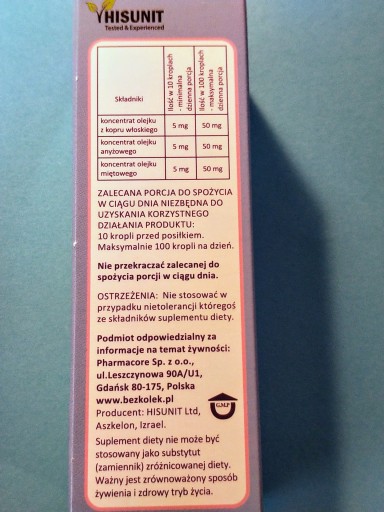 HISUNIT
Tested & Experienced
Składniki
Ilość w 10 kroplach
- minimalna
dzienna porcja
Ilość w 100 kroplach
- maksymalna
dzienna porcja
koncentrat olejku
z kopru włoskiego
5 mg
50 mg
koncentrat olejku
anyżowego
5 mg
50 mg
koncentrat olejku
miętowego
5 mg
50 mg
ZALECANA PORCJA DO SPOŻYCIA
W CIĄGU DNIA NIEZBĘDNA DO
UZYSKANIA KORZYSTNEGO
DZIAŁANIA PRODUKTU:
10 kropli przed posiłkiem.
Maksymalnie 100 kropli na dzień.
Nie przekraczać zalecanej do
spożycia porcji w ciągu dnia.
OSTRZEŻENIA: Nie stosować w
przypadku nietolerancji któregoś
ze składników suplementu diety.
Podmiot odpowiedzialny za
informacje na temat żywności:
Pharmacore Sp. z o.o.,
ul.Leszczynowa 90A/U1,
Gdańsk 80-175, Polska
www.bezkolek.pl
Producent: HISUNIT Ltd,
Aszkelon, Izrael.
G.M.P
Suplement diety nie może być
stosowany jako substytut
(zamiennik) zróżnicowanej diety.
Ważny jest zrównoważony sposób
żywienia i zdrowy tryb życia.